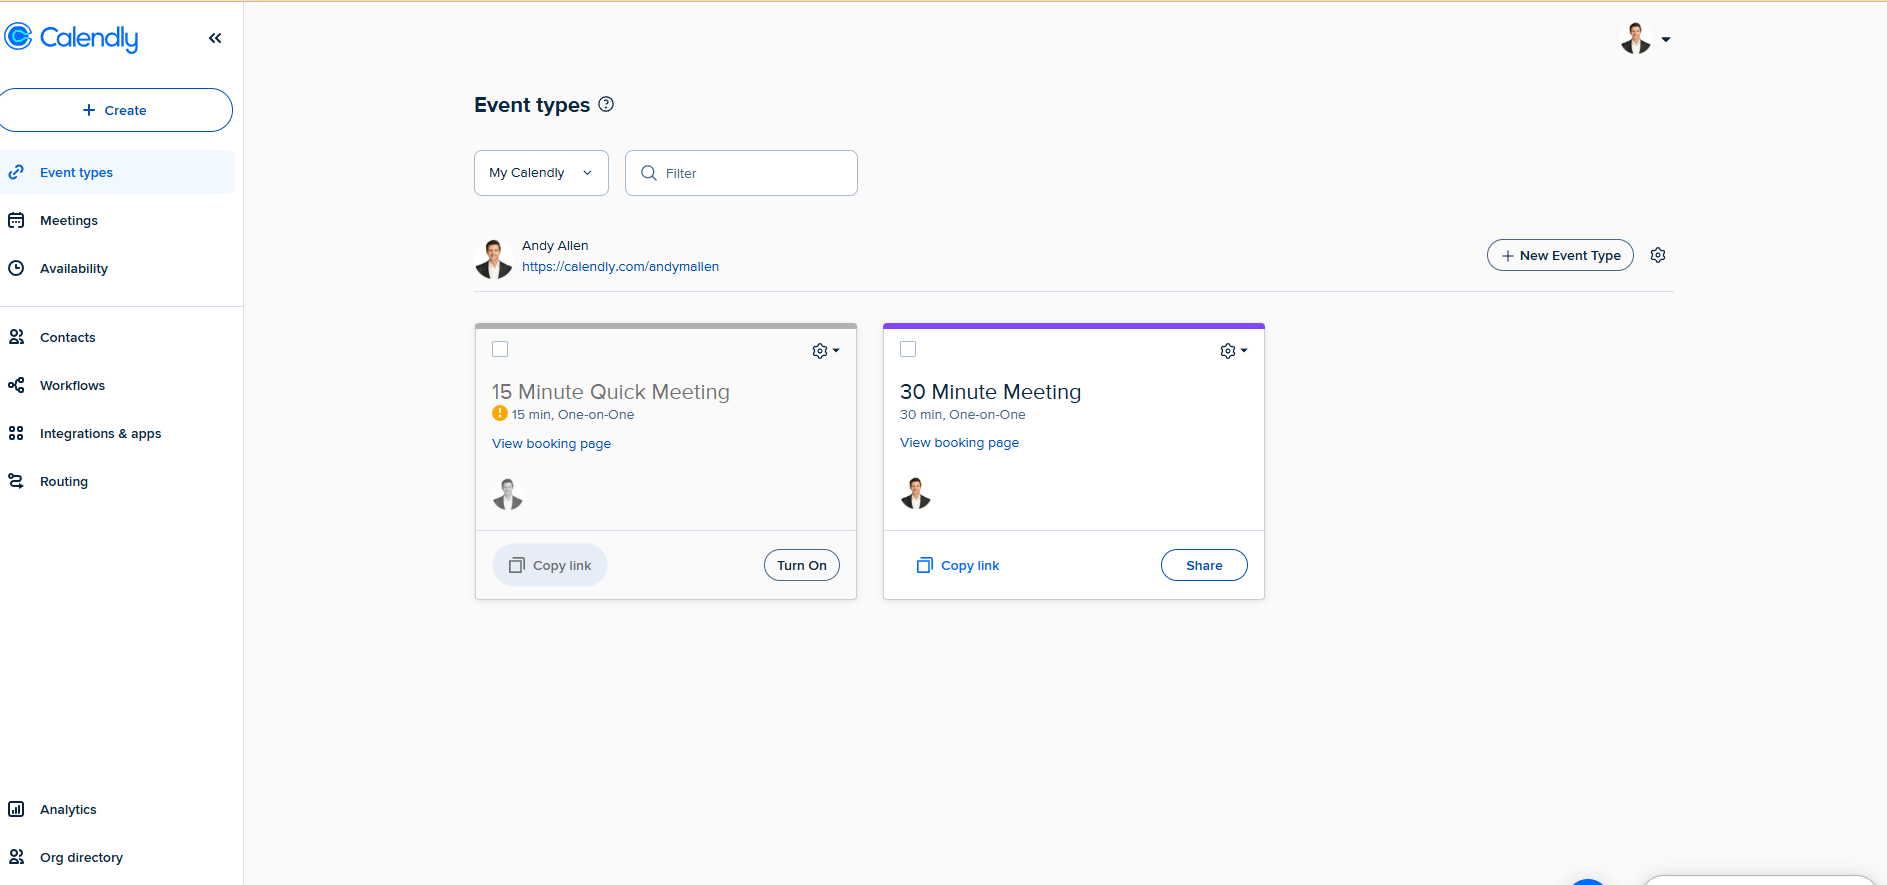 Calendly
Create
Event types
Meetings
Availability
Contacts
Workflows
Integrations & apps
Routing
Analytics
Org directory
Event types
My Calendly
Filter
Andy Allen
https://calendly.com/andymallen
New Event Type
15 Minute Quick Meeting
15 min, One-on-One
View booking page
Copy link
Turn On
30 Minute Meeting
30 min, One-on-One
View booking page
Copy link
Share